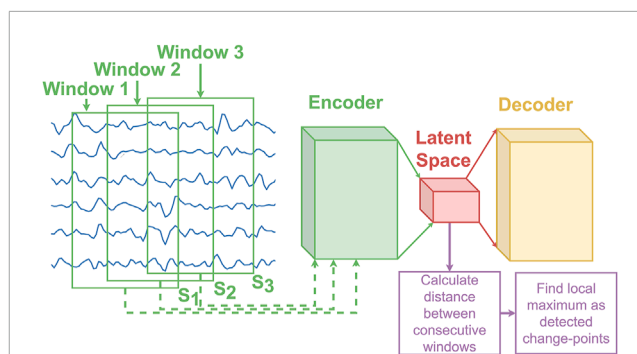 Window 3
Window 2
Window 1
S1
S2
S3
Encoder
Latent
Space
Decoder
Calculate
distance
between
consecutive
windows
Find local
maximum as
detected
change-points